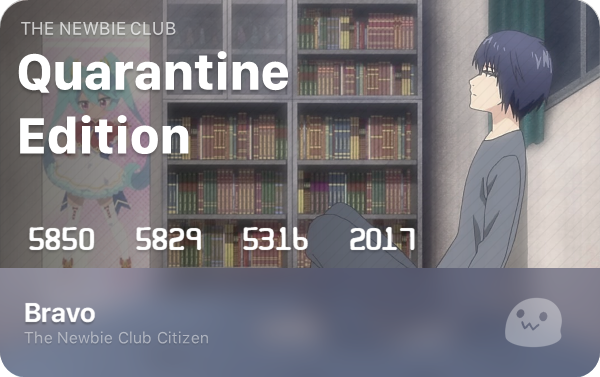 THE NEWBIE CLUB
Quarantine
Edition
5850 5829 5316 2017
Bravo
The Newbie Club Citizen